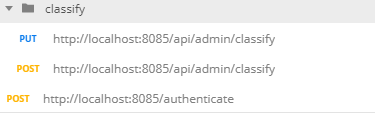 classify
PUT http://localhost:8085/api/admin/classify
POST http://localhost:8085/api/admin/classify
POST http://localhost:8085/authenticate